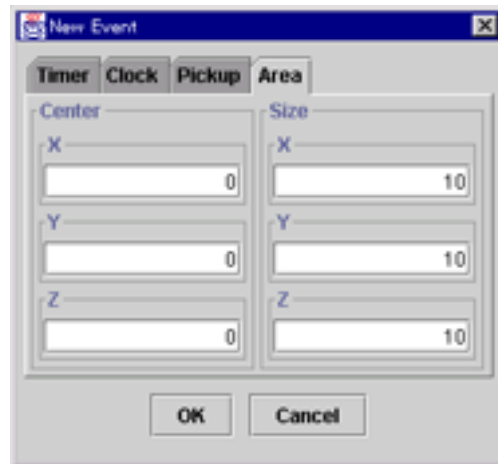 New Event
Timer Clock Pickup Area
Center Size
X X
0 10
Y Y
0 10
Z Z
0 10
OK Cancel